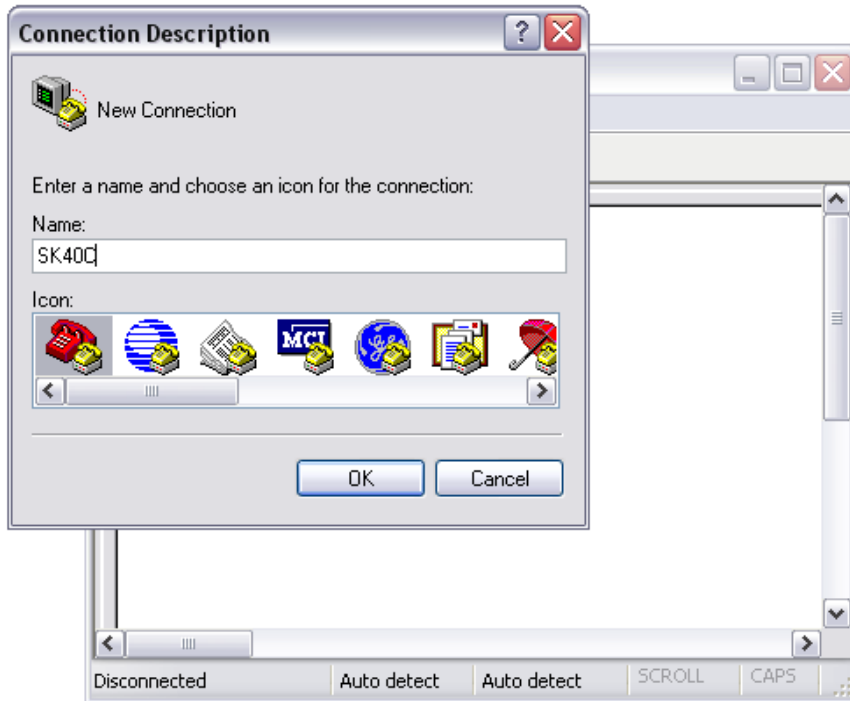 Connection Description
New Connection
Enter a name and choose an icon for the connection:
Name:
SK40C
Icon:
MCI
OK
Cancel
Disconnected
Auto detect
Auto detect
SCROLL
CAPS